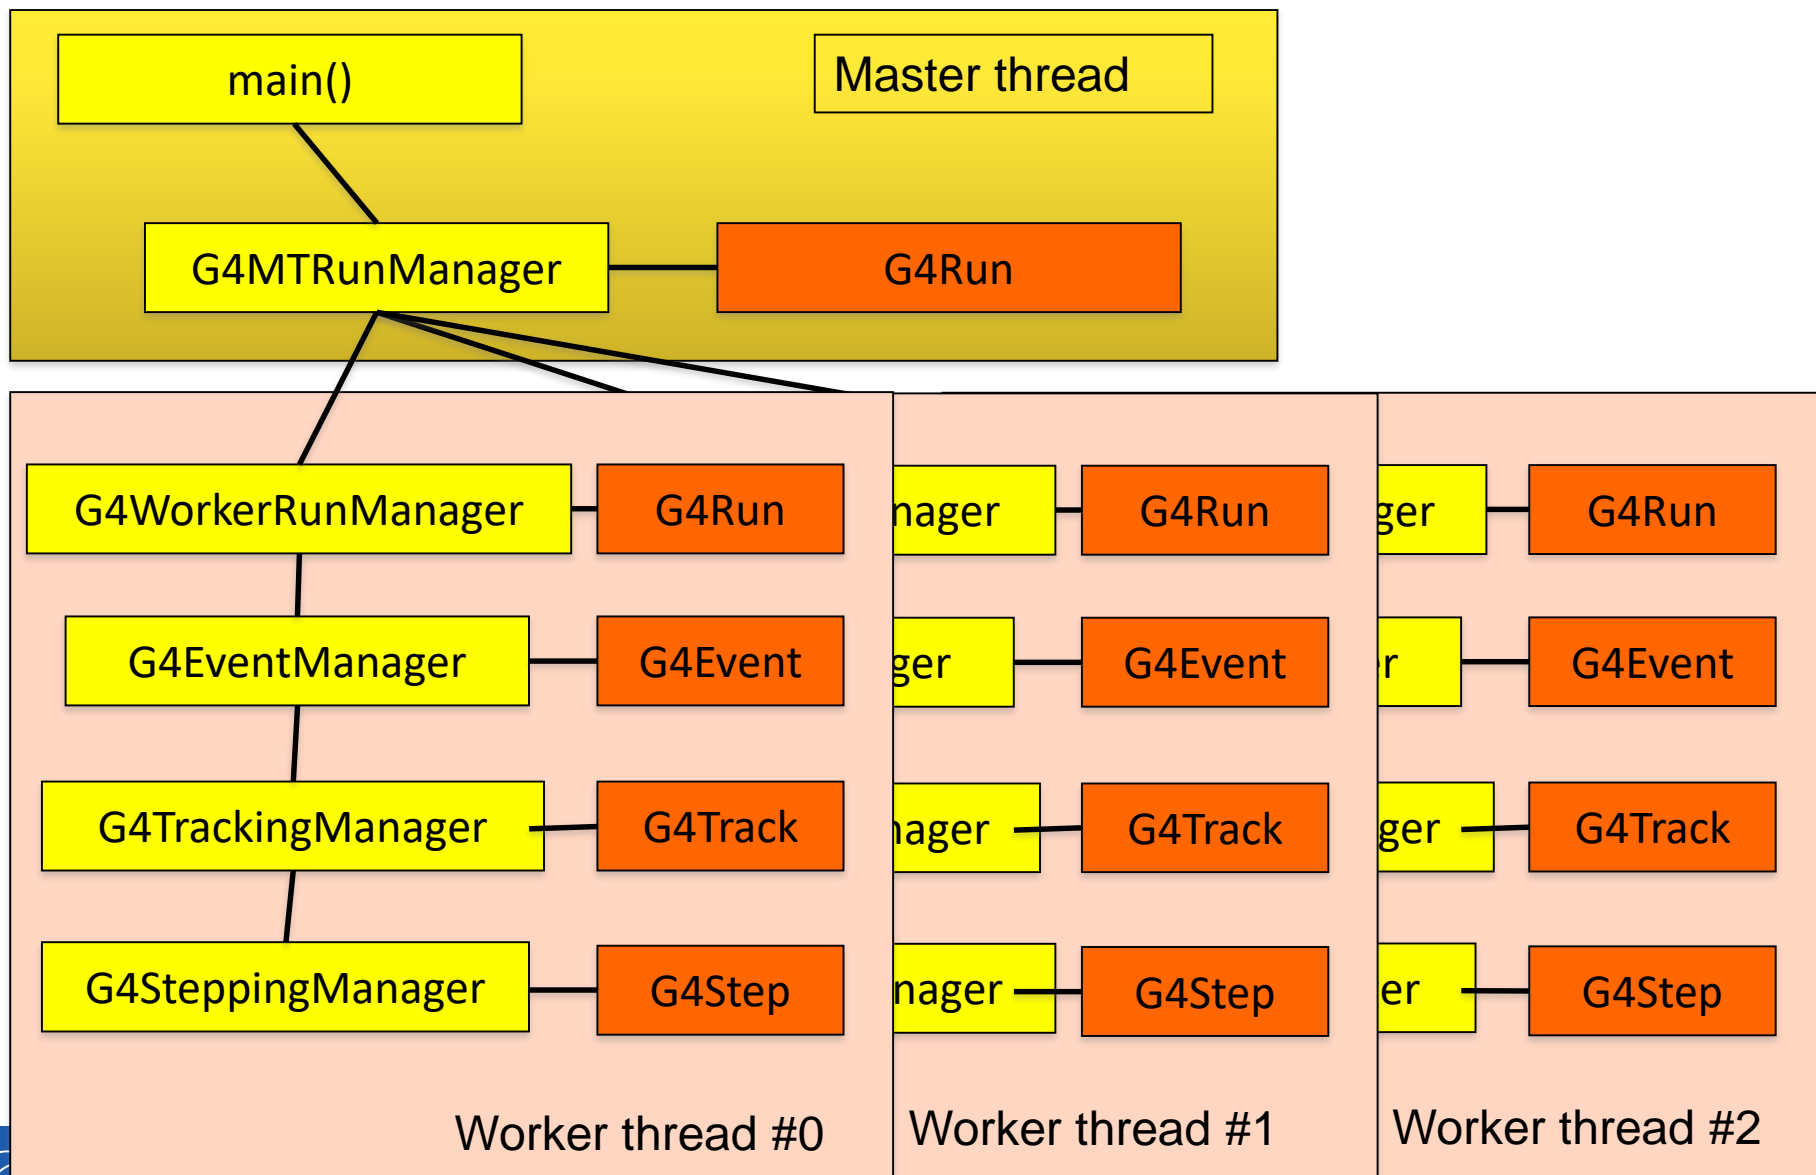 main()
Master thread
G4MTRunManager
G4Run
G4WorkerRunManager
G4Run
nager
G4Run
ger
G4Run
G4EventManager
G4Event
ger
G4Event
er
G4Event
G4TrackingManager
G4Track
nager
G4Track
ger
G4Track
G4SteppingManager
G4Step
nager
G4Step
er
G4Step
Worker thread #0
Worker thread #1
Worker thread #2